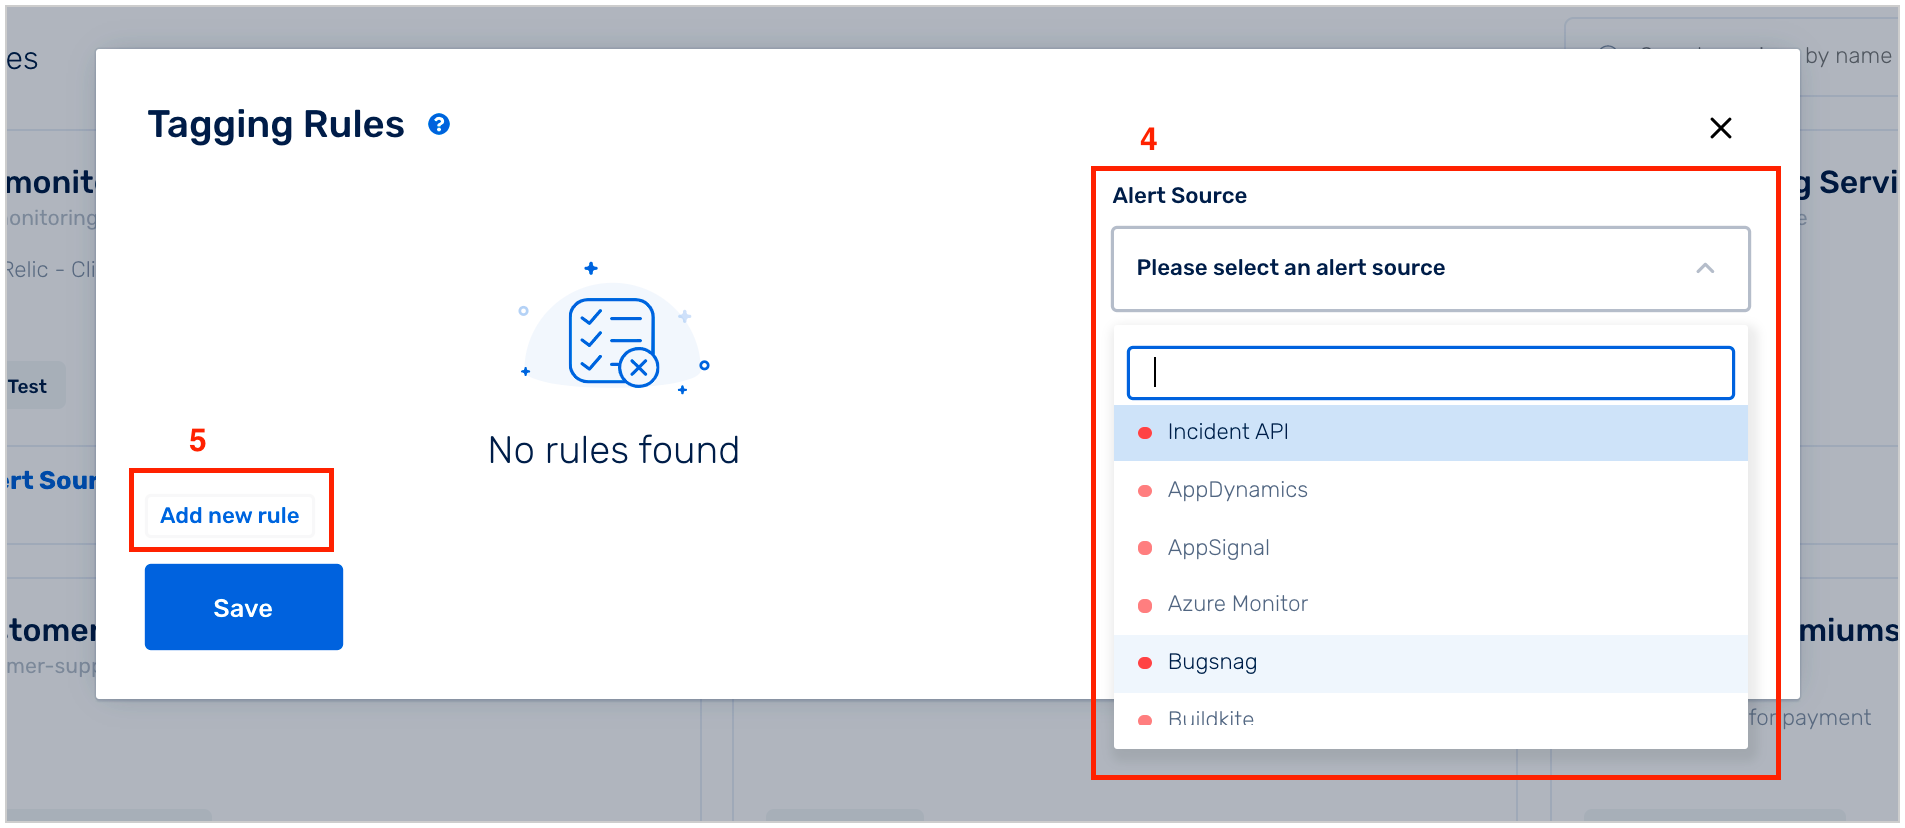 es
by name
Tagging Rules ?
4
Alert Source
Please select an alert source
Incident API
AppDynamics
AppSignal
Azure Monitor
Bugsnag
Buildkite
No rules found
5
Add new rule
Save
monit
onitoring
Relic - Cli
Test
ert Sour
tomer
mer-supp
g Servi
e
miums
for payment